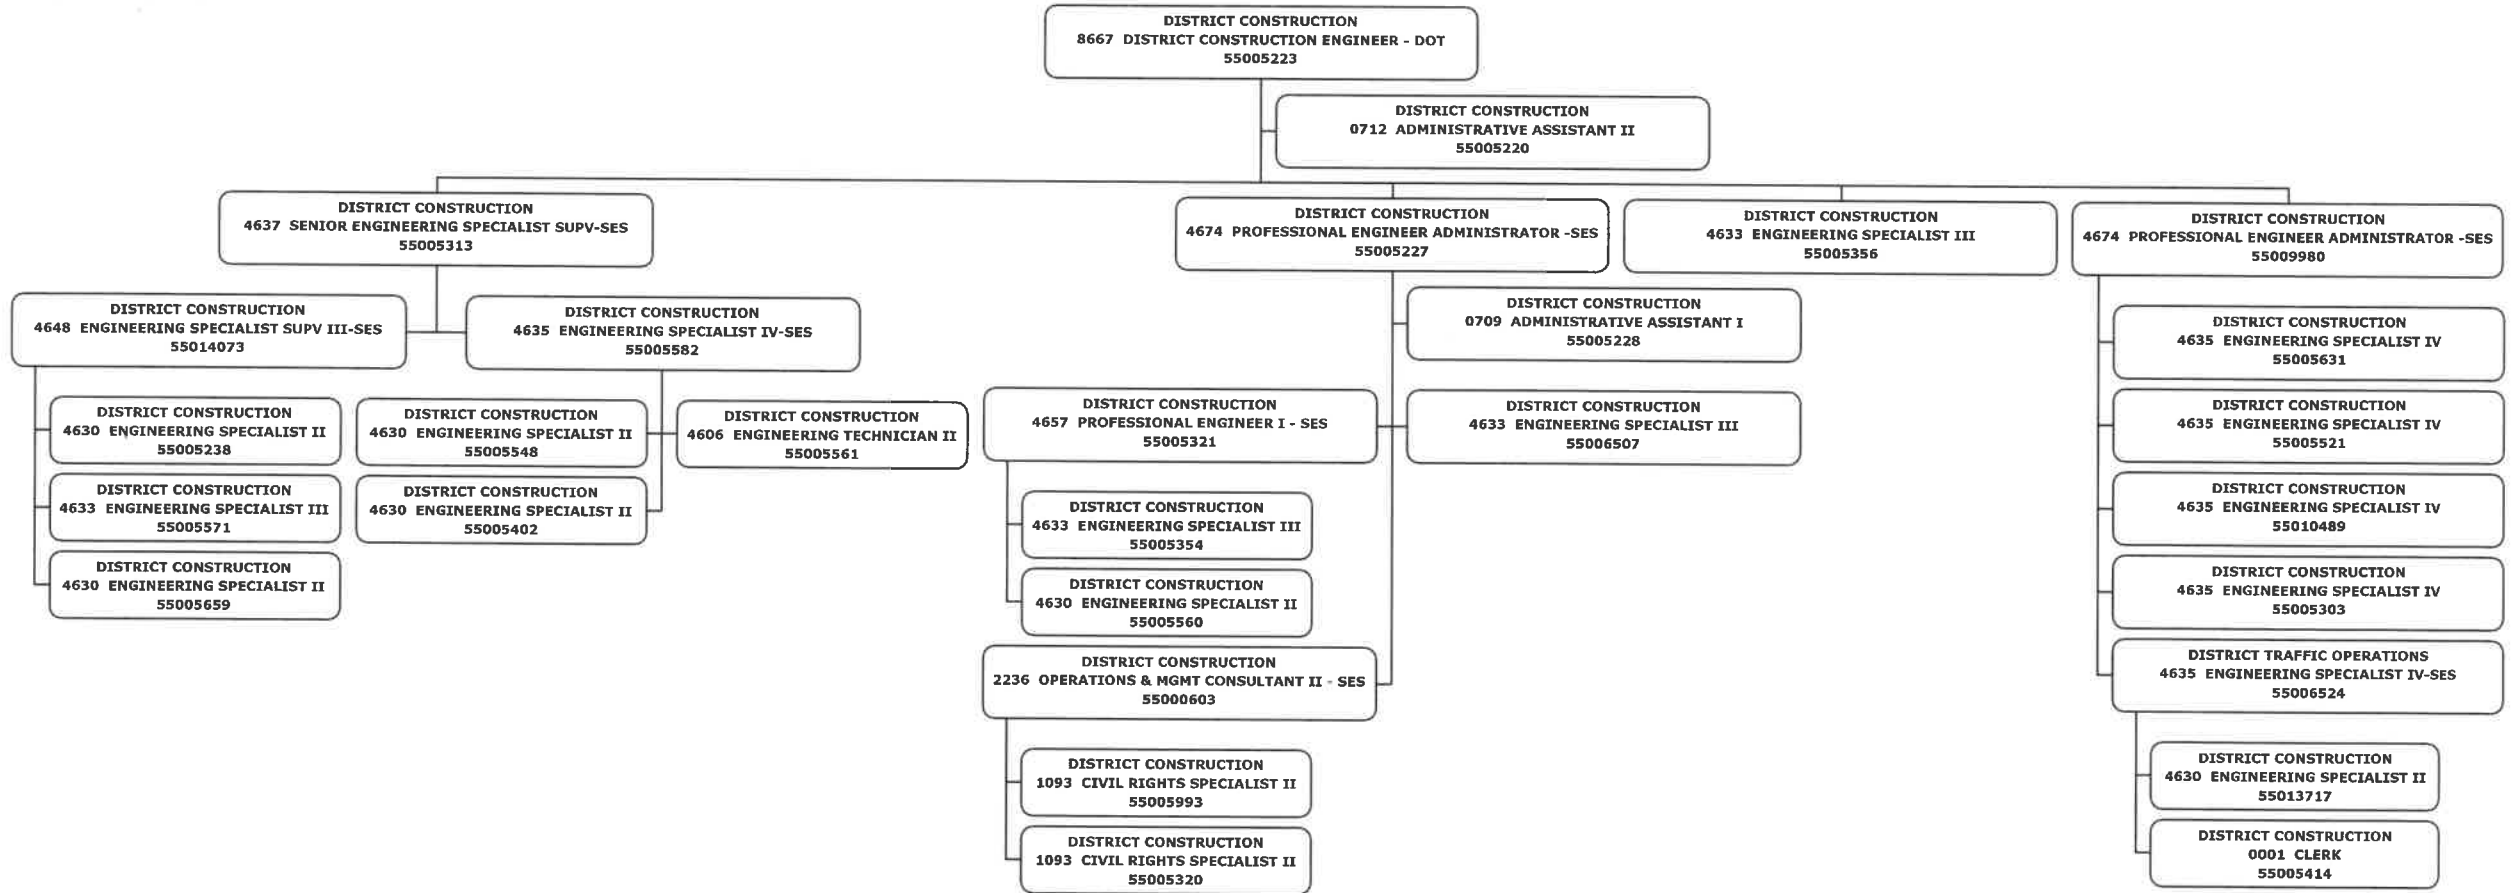 DISTRICT CONSTRUCTION
8667 DISTRICT CONSTRUCTION ENGINEER - DOT
55005223
DISTRICT CONSTRUCTION
0712 ADMINISTRATIVE ASSISTANT II
55005220
DISTRICT CONSTRUCTION
4637 SENIOR ENGINEERING SPECIALIST SUPV-SES
55005313
DISTRICT CONSTRUCTION
4648 ENGINEERING SPECIALIST SUPV III-SES
55014073
DISTRICT CONSTRUCTION
4630 ENGINEERING SPECIALIST II
55005238
DISTRICT CONSTRUCTION
4633 ENGINEERING SPECIALIST III
55005571
DISTRICT CONSTRUCTION
4630 ENGINEERING SPECIALIST II
55005659
DISTRICT CONSTRUCTION
4635 ENGINEERING SPECIALIST IV-SES
55005582
DISTRICT CONSTRUCTION
4630 ENGINEERING SPECIALIST II
55005548
DISTRICT CONSTRUCTION
4606 ENGINEERING TECHNICIAN II
55005561
DISTRICT CONSTRUCTION
4630 ENGINEERING SPECIALIST II
55005402
DISTRICT CONSTRUCTION
4674 PROFESSIONAL ENGINEER ADMINISTRATOR -SES
55005227
DISTRICT CONSTRUCTION
0709 ADMINISTRATIVE ASSISTANT I
55005228
DISTRICT CONSTRUCTION
4657 PROFESSIONAL ENGINEER I - SES
55005321
DISTRICT CONSTRUCTION
4633 ENGINEERING SPECIALIST III
55006507
DISTRICT CONSTRUCTION
4633 ENGINEERING SPECIALIST III
55005354
DISTRICT CONSTRUCTION
4630 ENGINEERING SPECIALIST II
55005560
DISTRICT CONSTRUCTION
2236 OPERATIONS & MGMT CONSULTANT II - SES
55000603
DISTRICT CONSTRUCTION
1093 CIVIL RIGHTS SPECIALIST II
55005993
DISTRICT CONSTRUCTION
1093 CIVIL RIGHTS SPECIALIST II
55005320
DISTRICT CONSTRUCTION
4633 ENGINEERING SPECIALIST III
55005356
DISTRICT CONSTRUCTION
4674 PROFESSIONAL ENGINEER ADMINISTRATOR -SES
55009980
DISTRICT CONSTRUCTION
4635 ENGINEERING SPECIALIST IV
55005631
DISTRICT CONSTRUCTION
4635 ENGINEERING SPECIALIST IV
55005521
DISTRICT CONSTRUCTION
4635 ENGINEERING SPECIALIST IV
55010489
DISTRICT CONSTRUCTION
4635 ENGINEERING SPECIALIST IV
55005303
DISTRICT TRAFFIC OPERATIONS
4635 ENGINEERING SPECIALIST IV-SES
55006524
DISTRICT CONSTRUCTION
4630 ENGINEERING SPECIALIST II
55013717
DISTRICT CONSTRUCTION
0001 CLERK
55005414